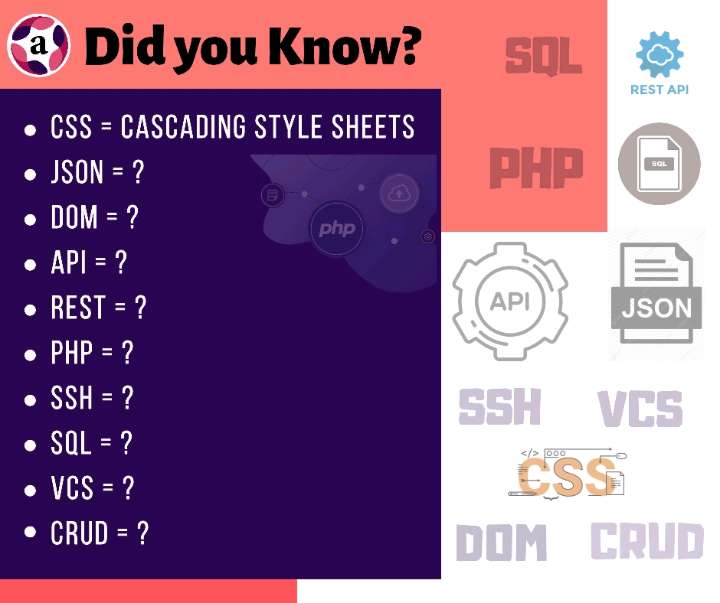 a Did you Know?
• CSS = CASCADING STYLE SHEETS
• JSON = ?
• DOM = ?
• API = ?
• REST = ?
• PHP = ?
• SSH = ?
• SQL = ?
• VCS = ?
• CRUD = ?
php
SQL
REST API
PHP
SQL
API
JSON
SSH VCS
</>
CSS
DOM CRUD